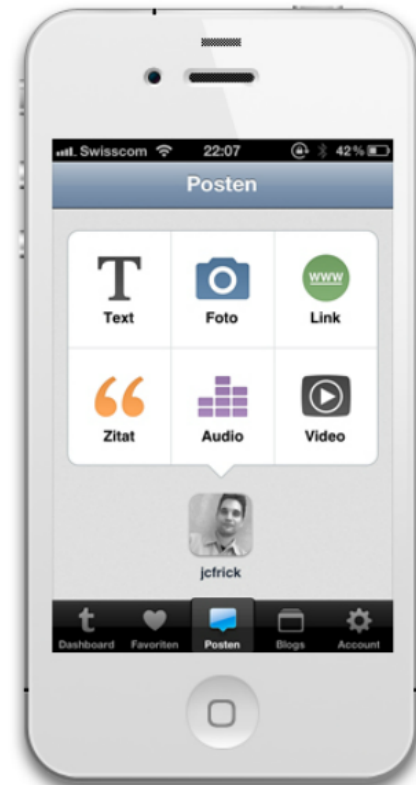 Swisscom 22:07 42%
Posten
T
Text Foto
www
Link
Zitat Audio Video
jcfrick
t
Dashboard Favoriten Posten Blogs Account